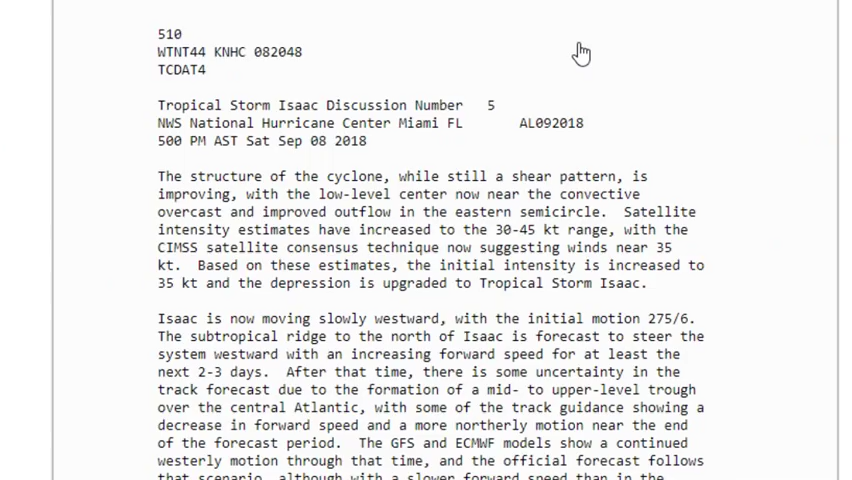 510
WTNT44 KNHC 082048
TCDAT4
Tropical Storm Isaac Discussion Number   5
NWS National Hurricane Center Miami FL       AL092018
500 PM AST Sat Sep 08 2018
The structure of the cyclone, while still a shear pattern, is
improving, with the low-level center now near the convective
overcast and improved outflow in the eastern semicircle.  Satellite
intensity estimates have increased to the 30-45 kt range, with the
CIMSS satellite consensus technique now suggesting winds near 35
kt.  Based on these estimates, the initial intensity is increased to
35 kt and the depression is upgraded to Tropical Storm Isaac.
Isaac is now moving slowly westward, with the initial motion 275/6.
The subtropical ridge to the north of Isaac is forecast to steer the
system westward with an increasing forward speed for at least the
next 2-3 days.  After that time, there is some uncertainty in the
track forecast due to the formation of a mid- to upper-level trough
over the central Atlantic, with some of the track guidance showing a
decrease in forward speed and a more northerly motion near the end
of the forecast period.  The GFS and ECMWF models show a continued
westerly motion through that time, and the official forecast follows
that scenario, although with a slower forward speed than in the